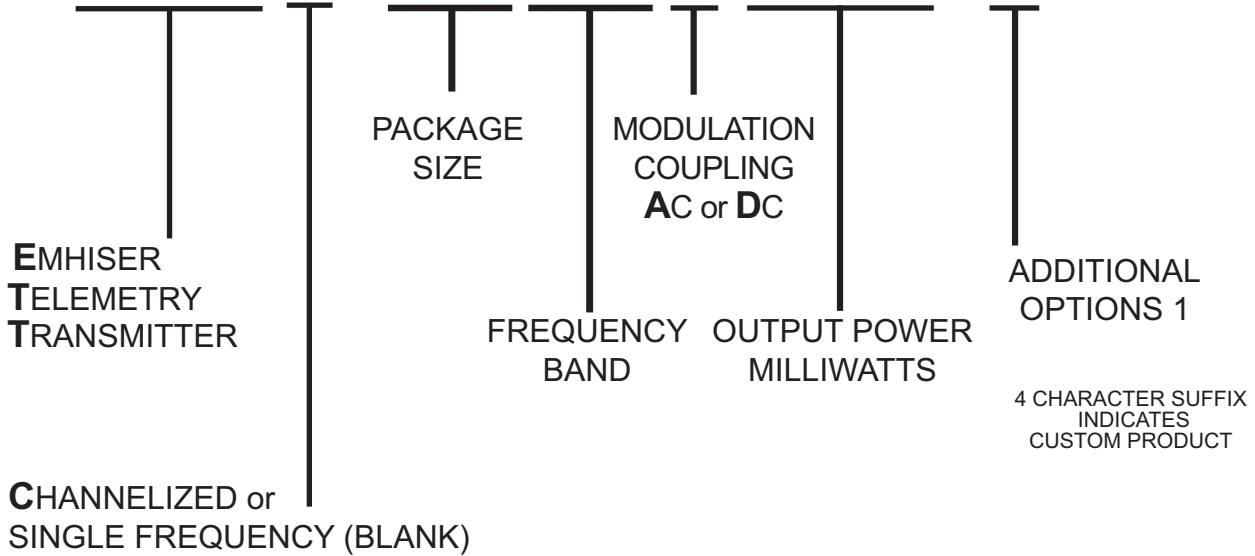 PACKAGE
SIZE
MODULATION
COUPLING
AC or DC
EMHISER
TELEMETRY
TRANSMITTER
FREQUENCY
BAND
OUTPUT POWER
MILLIWATTS
ADDITIONAL
OPTIONS 1
4 CHARACTER SUFFIX
INDICATES
CUSTOM PRODUCT
CHANNELIZED or
SINGLE FREQUENCY (BLANK)